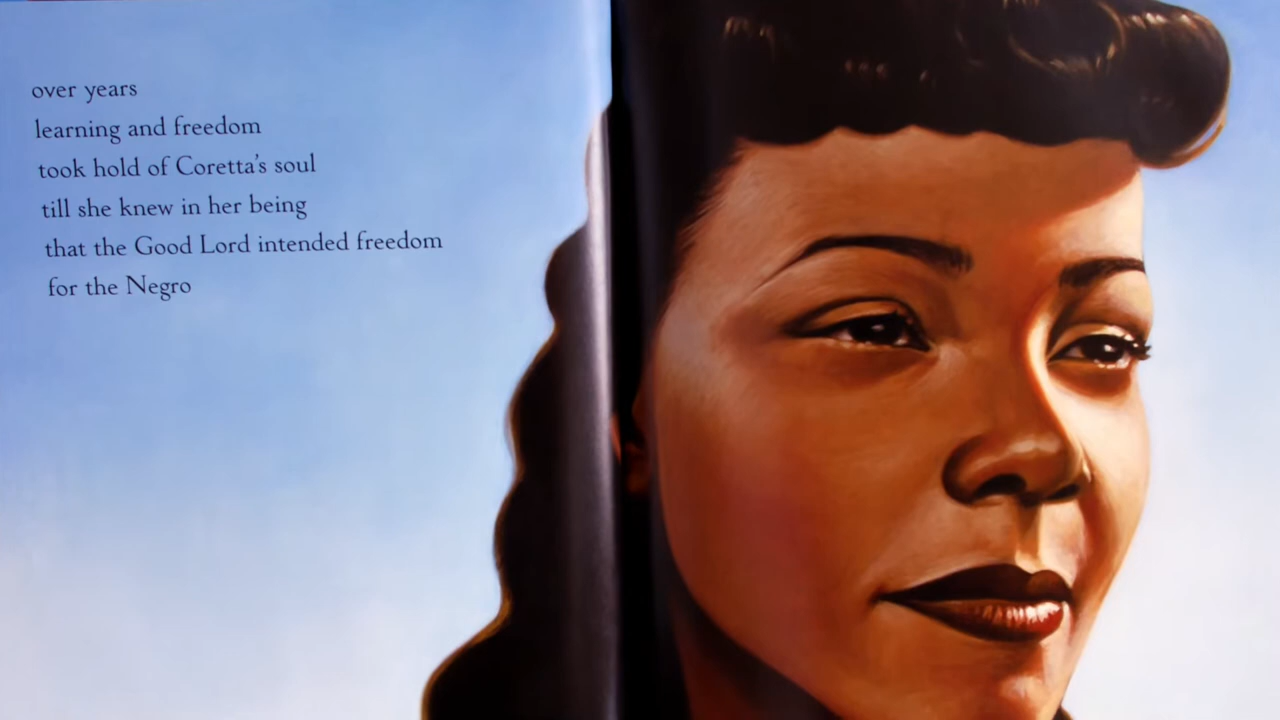 over years
learning and freedom
took hold of Coretta's soul
till she knew in her being
that the Good Lord intended freedom
for the Negro